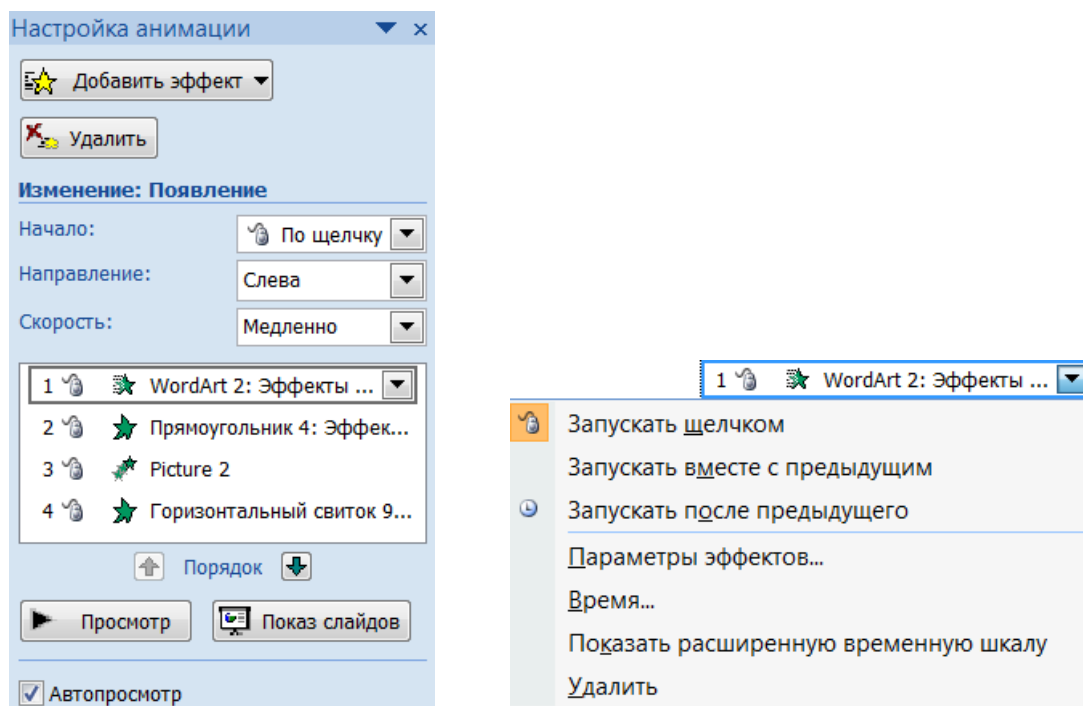 Настройка анимации
Добавить эффект
Удалить
Изменение: Появление
Начало: По щелчку
Направление: Слева
Скорость: Медленно
1 WordArt 2: Эффекты ...
2 Прямоугольник 4: Эффек...
3 Picture 2
4 Горизонтальный свиток 9...
Порядок
Просмотр Показ слайдов
Автопросмотр
1 WordArt 2: Эффекты ...
Запускать щелчком
Запускать вместе с предыдущим
Запускать после предыдущего
Параметры эффектов...
Время...
Показать расширенную временную шкалу
Удалить